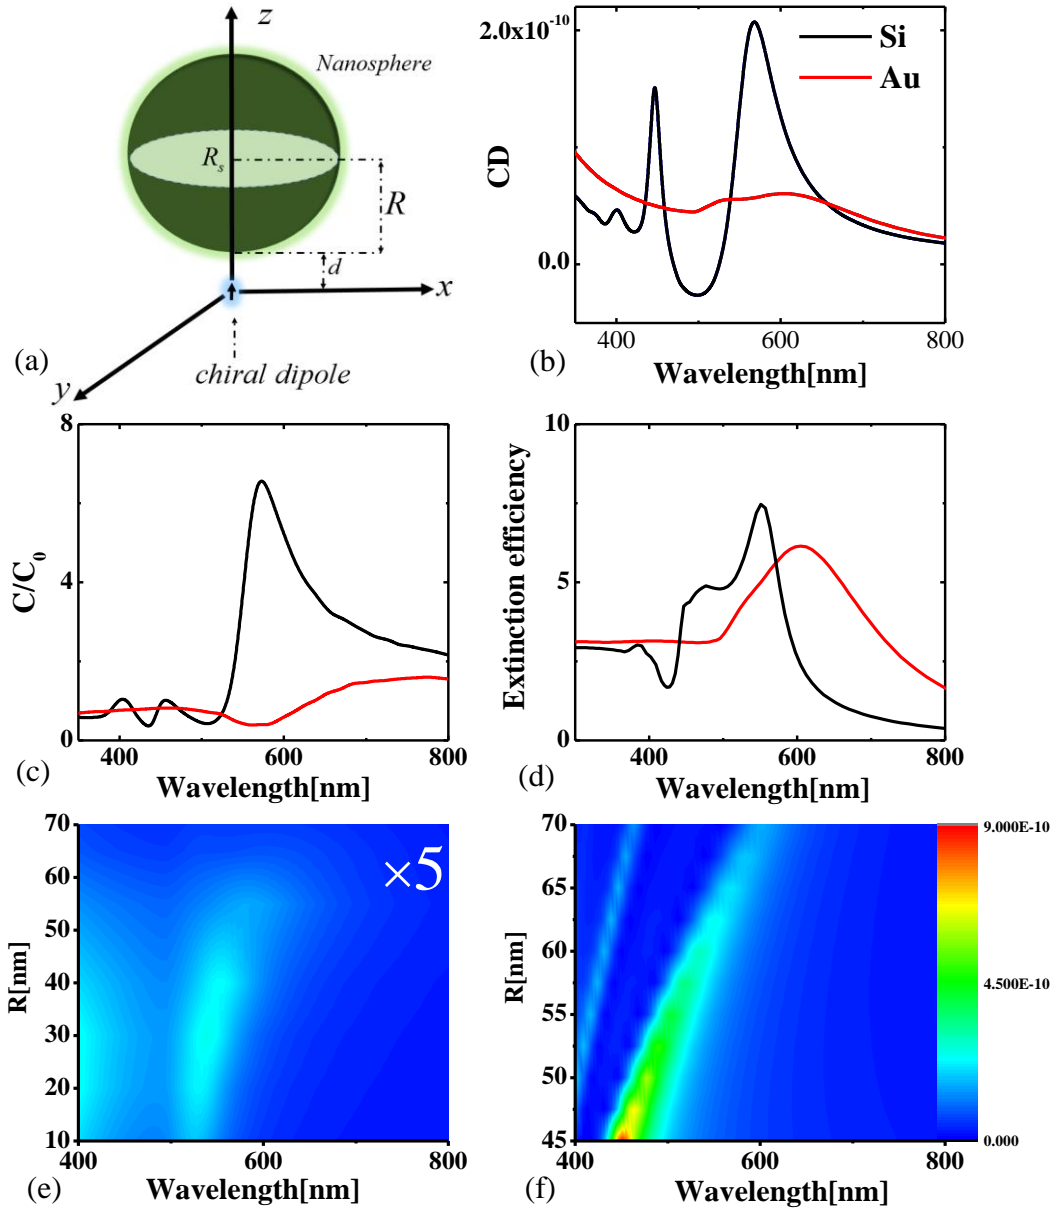 z
Nanosphere
R_s
R
d
x
(a)
y
chiral dipole
2.0x10^-10
Si
Au
CD
0.0
400 600 800
(b)
Wavelength[nm]
8
C/C_0
4
0
400 600 800
(c)
Wavelength[nm]
10
Extinction efficiency
5
0
400 600 800
(d)
Wavelength[nm]
70
×5
60
50
R[nm]
40
30
20
10
400 600 800
(e)
Wavelength[nm]
70
9.000E-10
65
60
R[nm]
4.500E-10
55
50
45
0.000
400 600 800
(f)
Wavelength[nm]